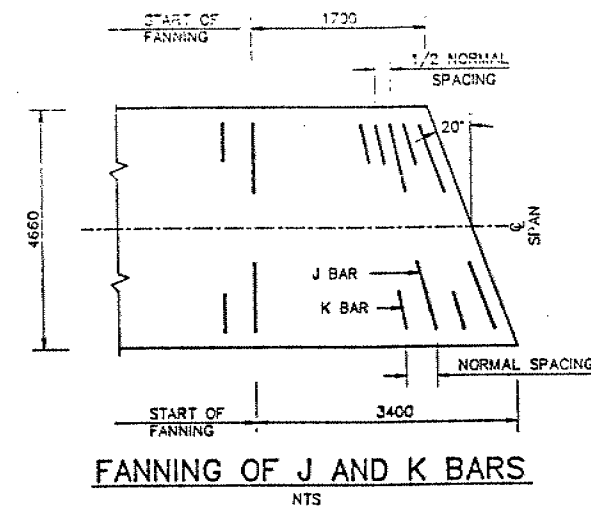 START OF
FANNING
1700
1/2 NORMAL
SPACING
20°
4660
℄
SPAN
J BAR
K BAR
NORMAL SPACING
START OF
FANNING
3400
FANNING OF J AND K BARS
NTS